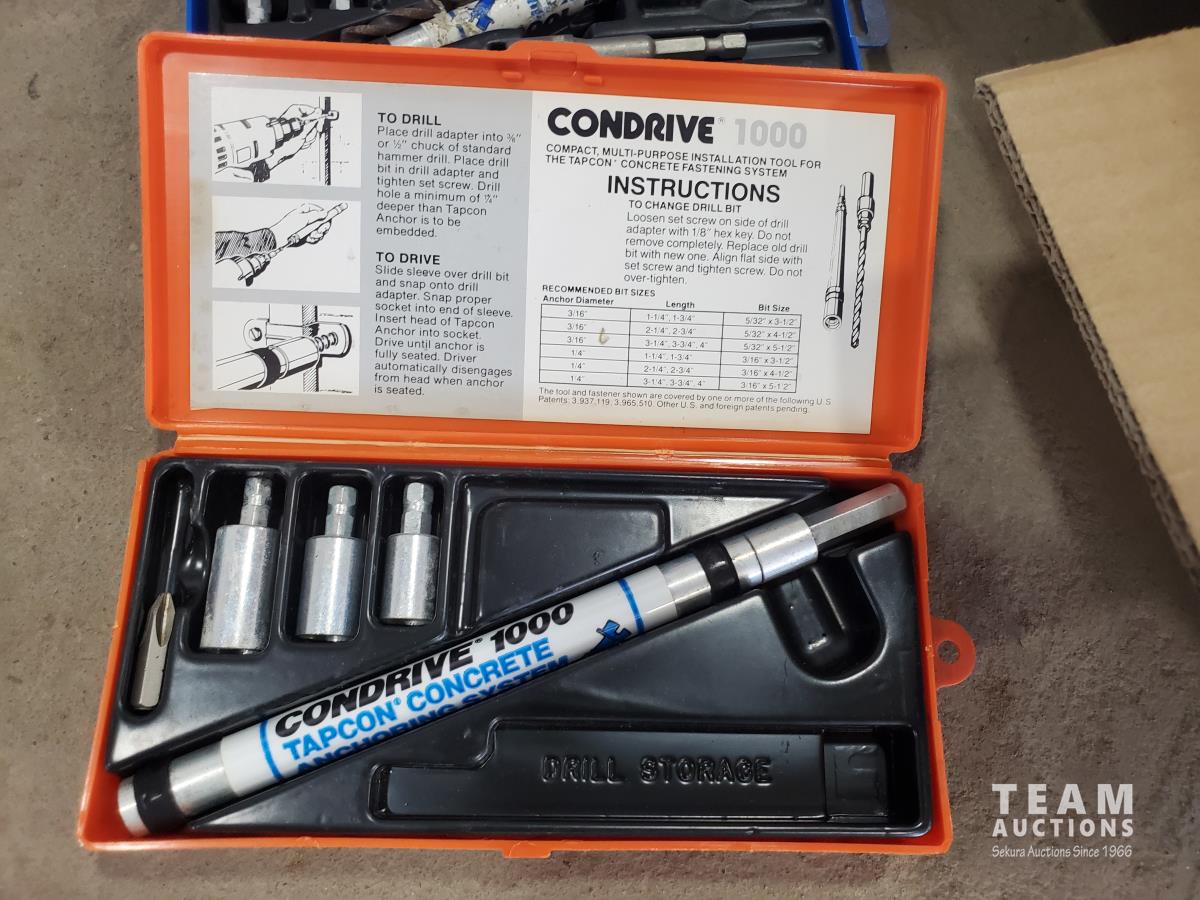 TO DRILL
Place drill adapter into 3/8"
or 1/2" chuck of standard
hammer drill. Place drill
bit in drill adapter and
tighten set screw. Drill
hole a minimum of 1/4"
deeper than Tapcon
Anchor is to be
embedded.
TO DRIVE
Slide sleeve over drill bit
and snap onto drill
adapter. Snap proper
socket into end of sleeve.
Insert head of Tapcon
Anchor into socket.
Drive until anchor is
fully seated. Driver
automatically disengages
from head when anchor
is seated.
CONDRIVE® 1000
COMPACT, MULTI-PURPOSE INSTALLATION TOOL FOR
THE TAPCON® CONCRETE FASTENING SYSTEM
INSTRUCTIONS
TO CHANGE DRILL BIT
Loosen set screw on side of drill
adapter with 1/8" hex key. Do not
remove completely. Replace old drill
bit with new one. Align flat side with
set screw and tighten screw. Do not
over-tighten.
RECOMMENDED BIT SIZES
Anchor Diameter Length Bit Size
3/16" 1-1/4", 1-3/4" 5/32" x 3-1/2"
3/16" 2-1/4", 2-3/4" 5/32" x 4-1/2"
3/16" 3-1/4", 3-3/4", 4" 5/32" x 5-1/2"
1/4" 1-1/4", 1-3/4" 3/16" x 3-1/2"
1/4" 2-1/4", 2-3/4" 3/16" x 4-1/2"
1/4" 3-1/4", 3-3/4", 4" 3/16" x 5-1/2"
The tool and fastener shown are covered by one or more of the following U.S.
Patents: 3,937,119, 3,965,510. Other U.S. and foreign patents pending.
CONDRIVE® 1000
TAPCON® CONCRETE
ANCHORING SYSTEM
DRILL STORAGE
TEAM
AUCTIONS
Sekura Auctions Since 1966